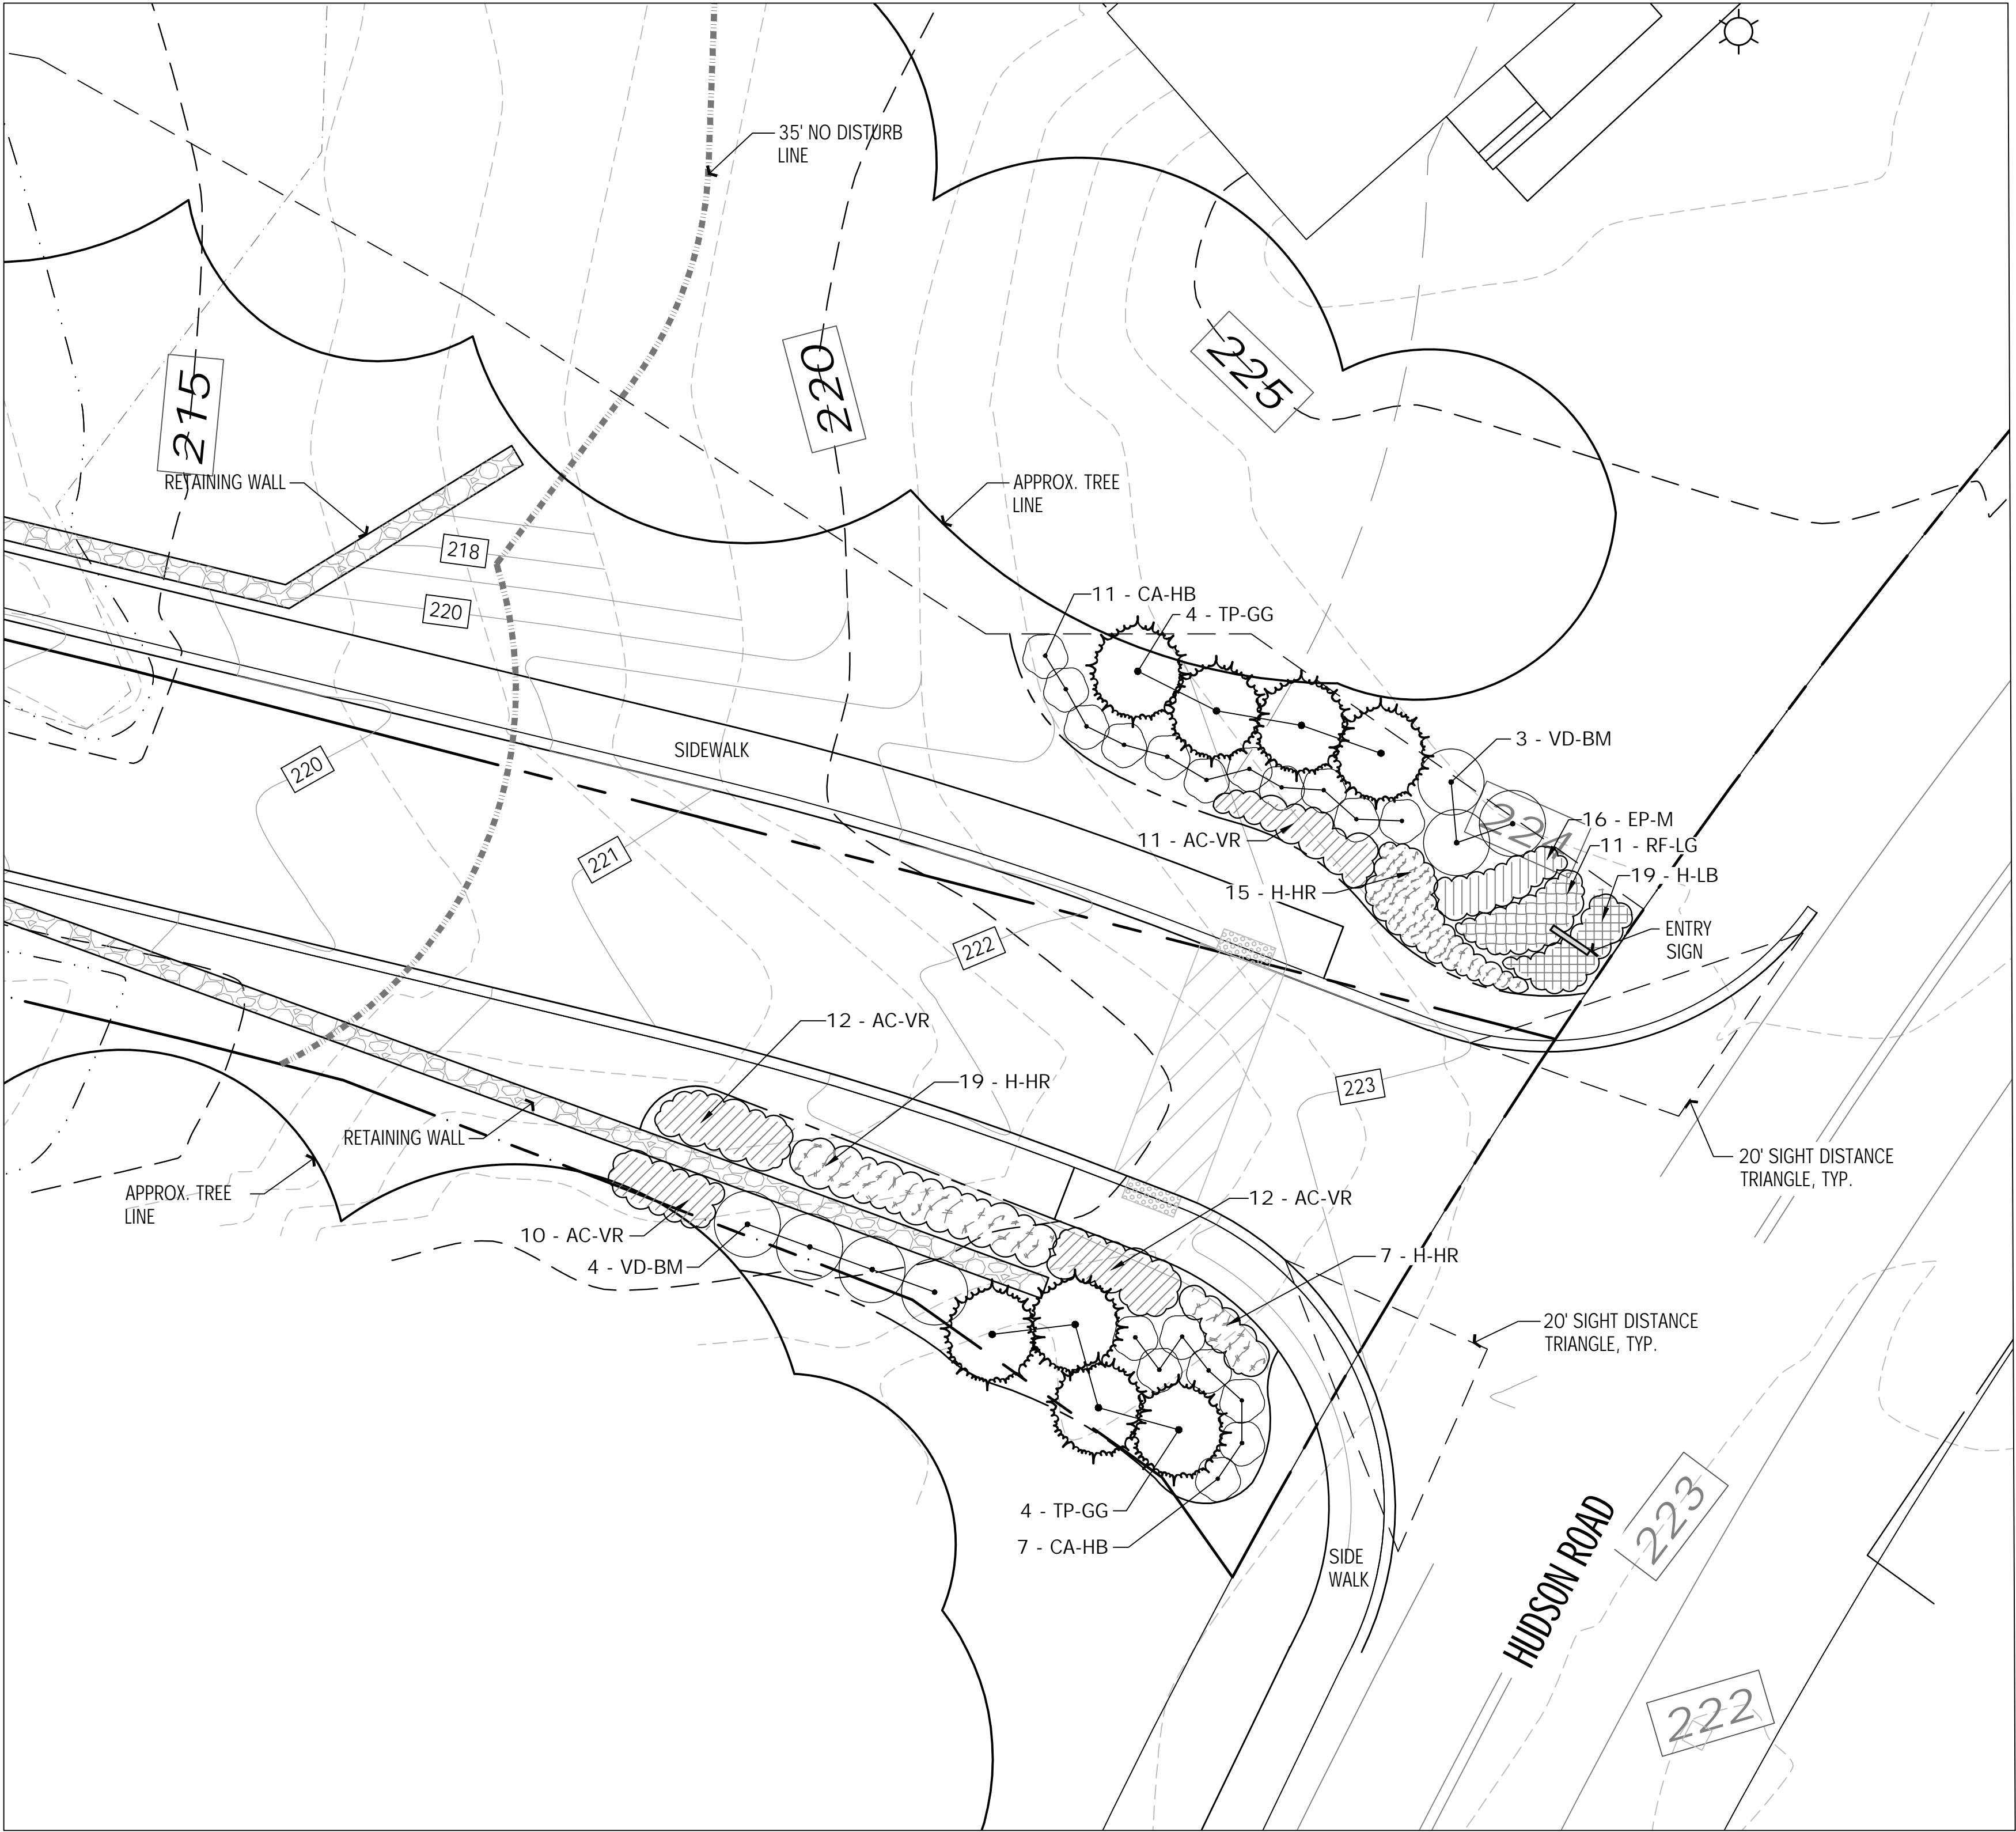 35' NO DISTURB
LINE
215
220
225
RETAINING WALL
APPROX. TREE
LINE
218
220
11 - CA-HB
4 - TP-GG
SIDEWALK
3 - VD-BM
220
224
16 - EP-M
11 - AC-VR
11 - RF-LG
221
19 - H-LB
15 - H-HR
ENTRY
SIGN
222
12 - AC-VR
19 - H-HR
223
RETAINING WALL
20' SIGHT DISTANCE
TRIANGLE, TYP.
APPROX. TREE
LINE
12 - AC-VR
10 - AC-VR
7 - H-HR
4 - VD-BM
20' SIGHT DISTANCE
TRIANGLE, TYP.
4 - TP-GG
7 - CA-HB
SIDE
WALK
223
HUDSON ROAD
222